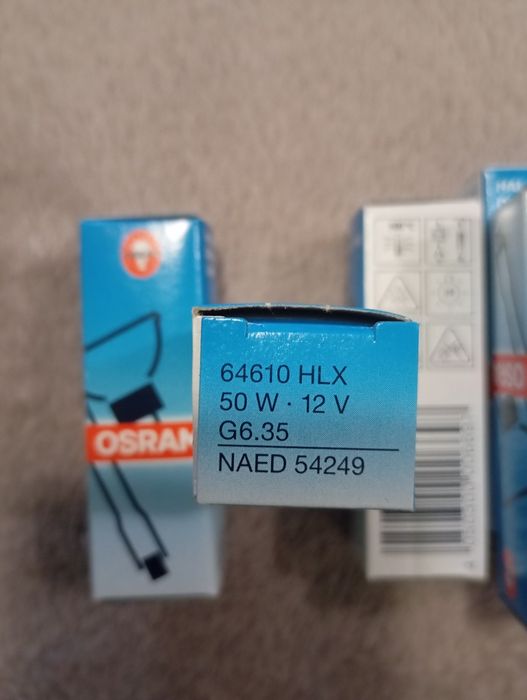 64610 HLX
50 W · 12 V
G6.35
NAED 54249
OSRAM